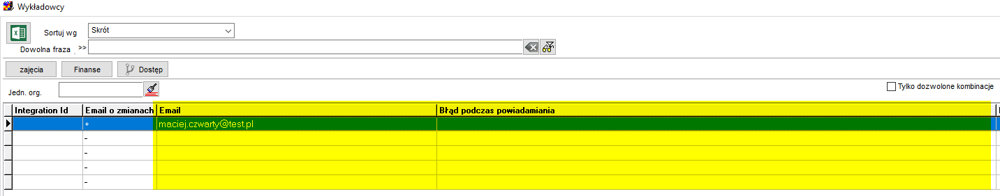 Wykładowcy
Sortuj wg Skrót
Dowolna fraza . >>
zajęcia Finanse Dostęp
Jedn. org. Tylko dozwolone kombinacje
Integration Id Email o zmianach Email Błąd podczas powiadamiania
+ maciej.czwarty@test.pl
-
-
-
-